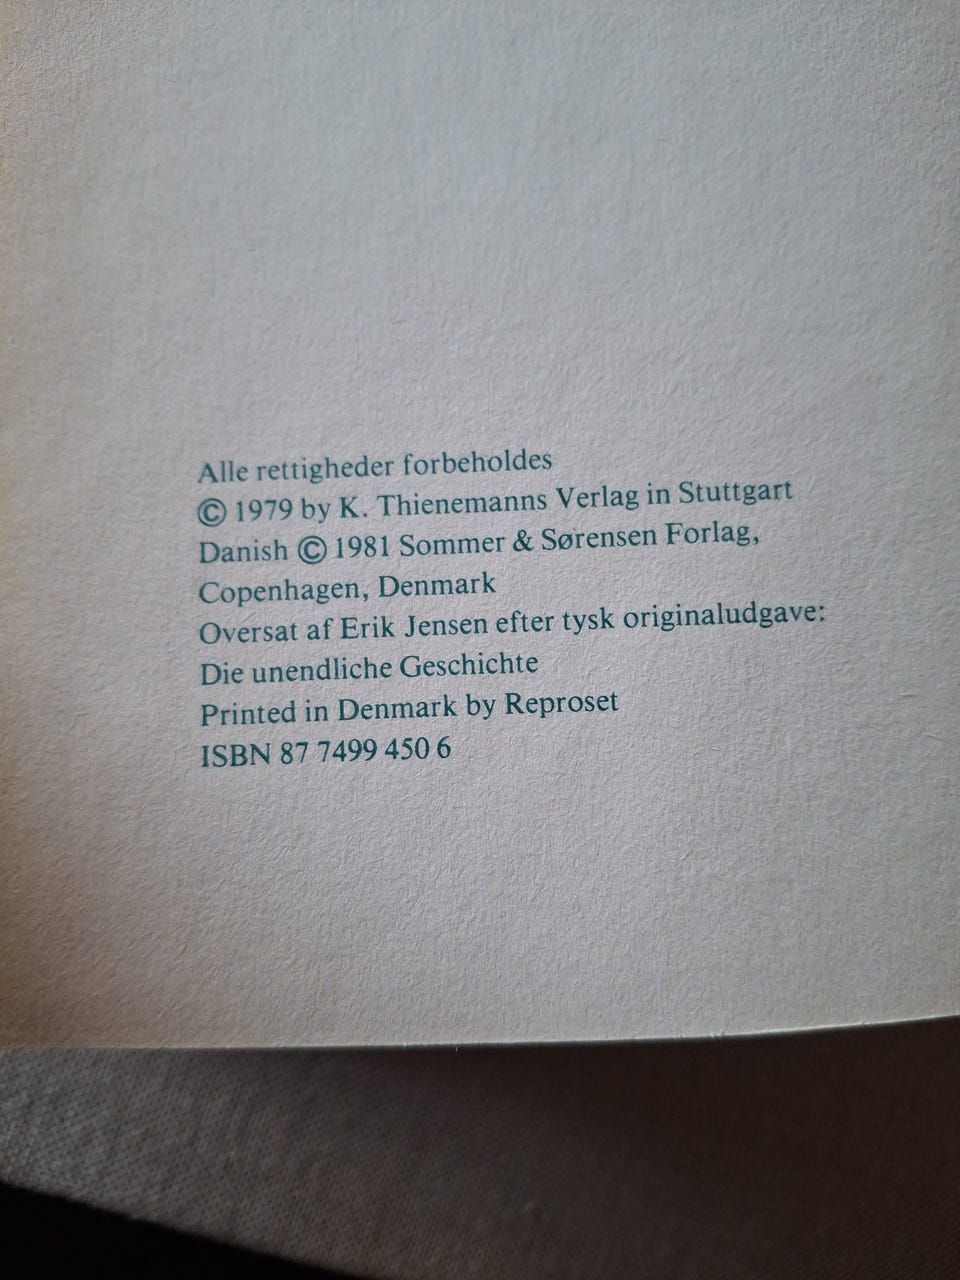 Alle rettigheder forbeholdes
© 1979 by K. Thienemanns Verlag in Stuttgart
Danish © 1981 Sommer & Sørensen Forlag,
Copenhagen, Denmark
Oversat af Erik Jensen efter tysk originaludgave:
Die unendliche Geschichte
Printed in Denmark by Reproset
ISBN 87 7499 450 6